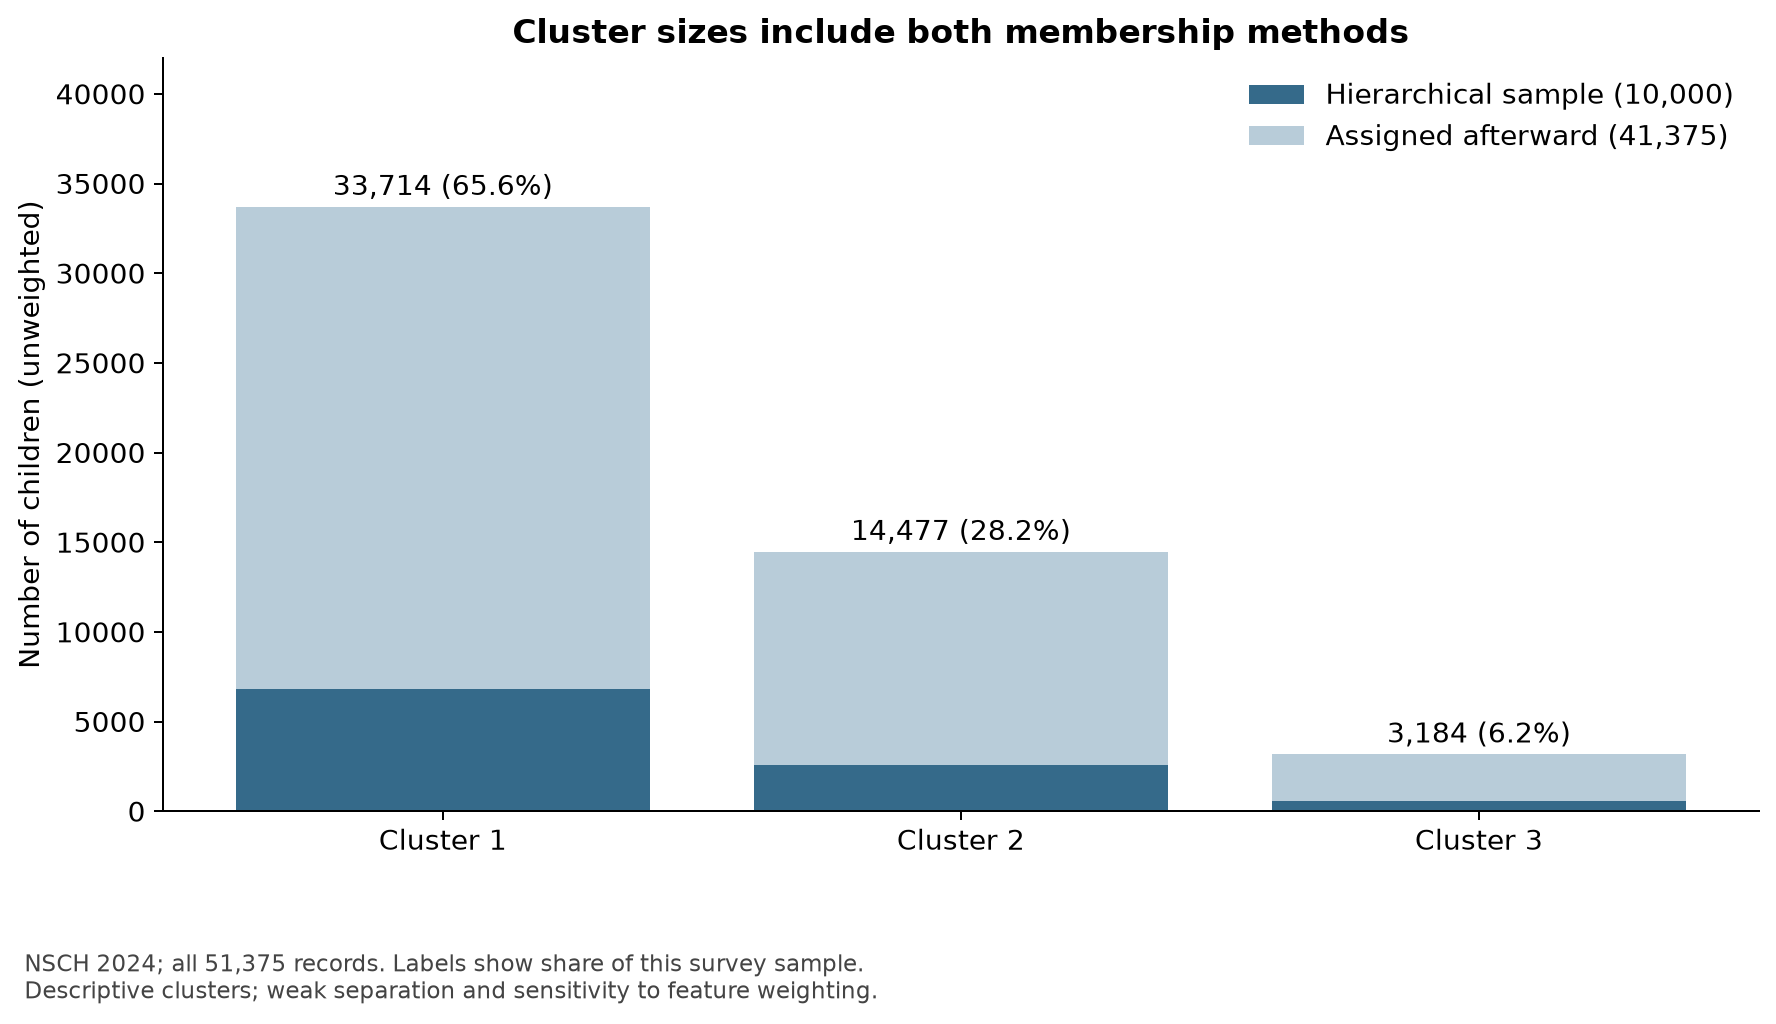 Cluster sizes include both membership methods
Hierarchical sample (10,000)
Assigned afterward (41,375)
Number of children (unweighted)
40000
35000
30000
25000
20000
15000
10000
5000
0
33,714 (65.6%)
14,477 (28.2%)
3,184 (6.2%)
Cluster 1
Cluster 2
Cluster 3
NSCH 2024; all 51,375 records. Labels show share of this survey sample.
Descriptive clusters; weak separation and sensitivity to feature weighting.